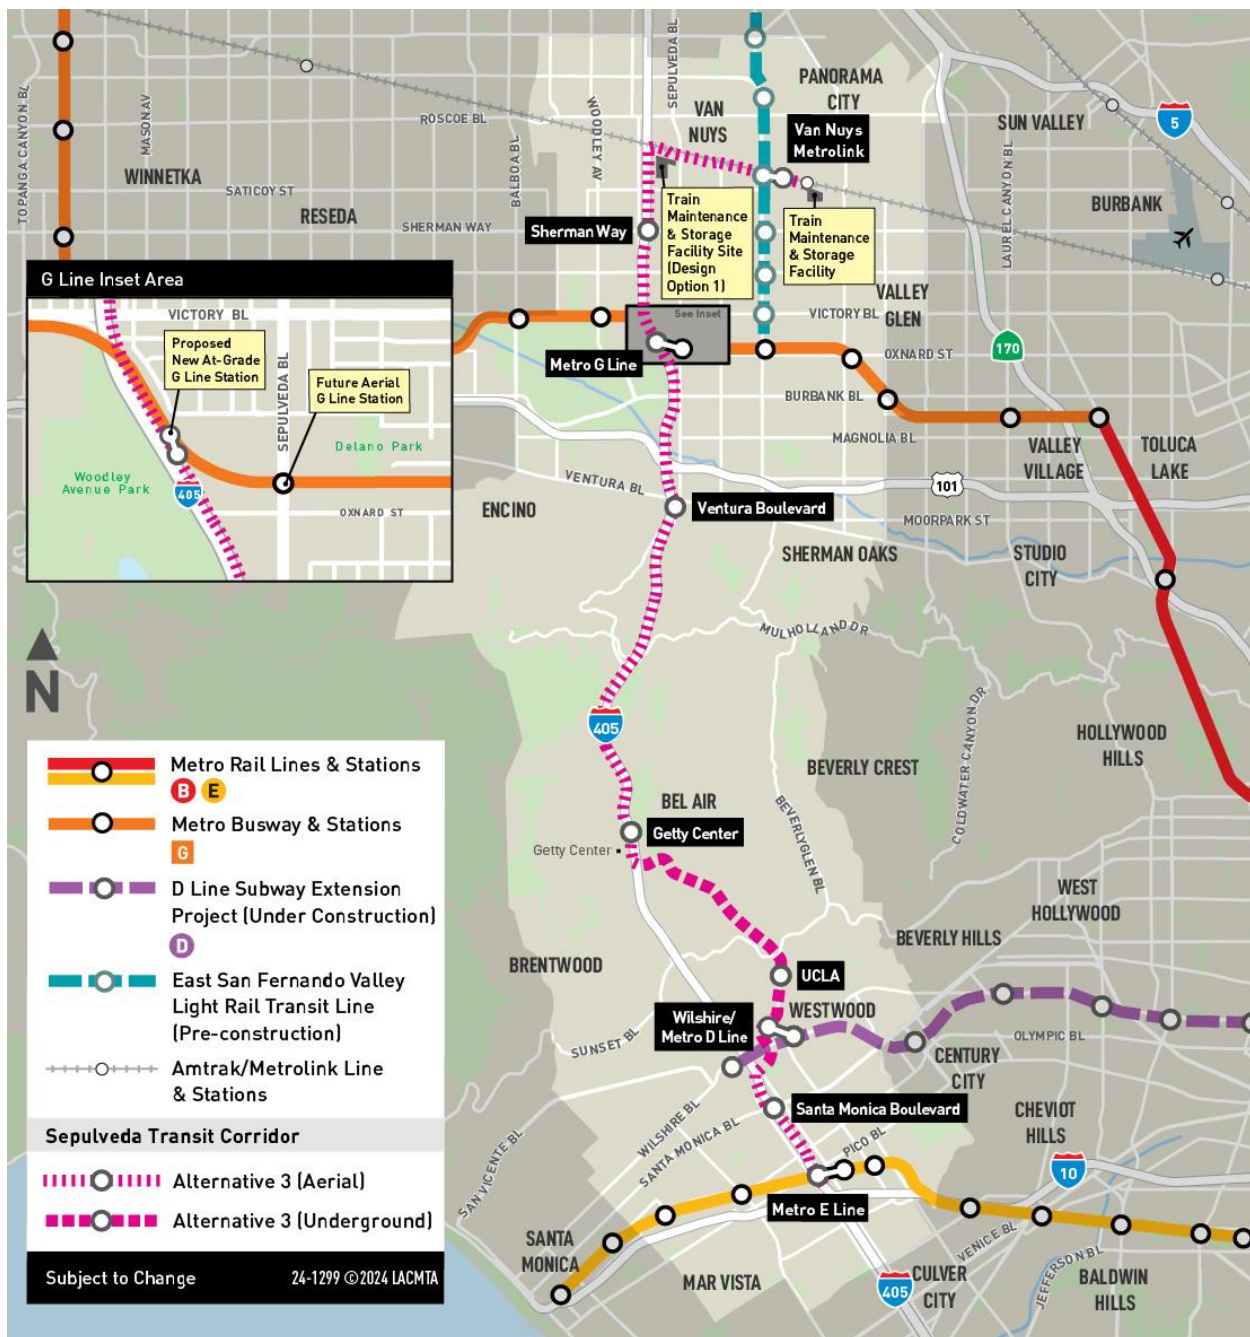 TOPANGA CANYON BL
MASON AV
WINNETKA
SATICOY ST
RESEDA
SHERMAN WAY
ROSCOE BL
BALBOA BL
WOODLEY AV
SEPULVEDA BL
VAN
NUYS
PANORAMA
CITY
Van Nuys
Metrolink
SUN VALLEY
5
LAUREL CANYON BL
BURBANK
Sherman Way
Train
Maintenance
& Storage
Facility Site
(Design
Option 1)
Train
Maintenance
& Storage
Facility
VALLEY
GLEN
VICTORY BL
See Inset
OXNARD ST
170
Metro G Line
BURBANK BL
MAGNOLIA BL
VALLEY
VILLAGE
TOLUCA
LAKE
101
G Line Inset Area
VICTORY BL
Proposed
New At-Grade
G Line Station
SEPULVEDA BL
Future Aerial
G Line Station
Delano Park
Woodley
Avenue Park
405
OXNARD ST
VENTURA BL
ENCINO
Ventura Boulevard
MOORPARK ST
SHERMAN OAKS
STUDIO
CITY
MULHOLLAND DR
N
405
COLDWATER CANYON DR
HOLLYWOOD
HILLS
BEVERLY CREST
BEL AIR
BEVERLYGLEN BL
Getty Center
Getty Center
WEST
HOLLYWOOD
BEVERLY HILLS
BRENTWOOD
UCLA
WESTWOOD
Wilshire/
Metro D Line
SUNSET BL
OLYMPIC BL
CENTURY
CITY
Santa Monica Boulevard
CHEVIOT
HILLS
WILSHIRE BL
SANTA MONICA BL
PICO BL
SAN VICENTE BL
10
Metro E Line
SANTA
MONICA
MAR VISTA
VENICE BL
JEFFERSON BL
405
CULVER
CITY
BALDWIN
HILLS
Metro Rail Lines & Stations
B E
Metro Busway & Stations
G
D Line Subway Extension
Project (Under Construction)
D
East San Fernando Valley
Light Rail Transit Line
(Pre-construction)
Amtrak/Metrolink Line
& Stations
Sepulveda Transit Corridor
Alternative 3 (Aerial)
Alternative 3 (Underground)
Subject to Change 24-1299 ©2024 LACMTA